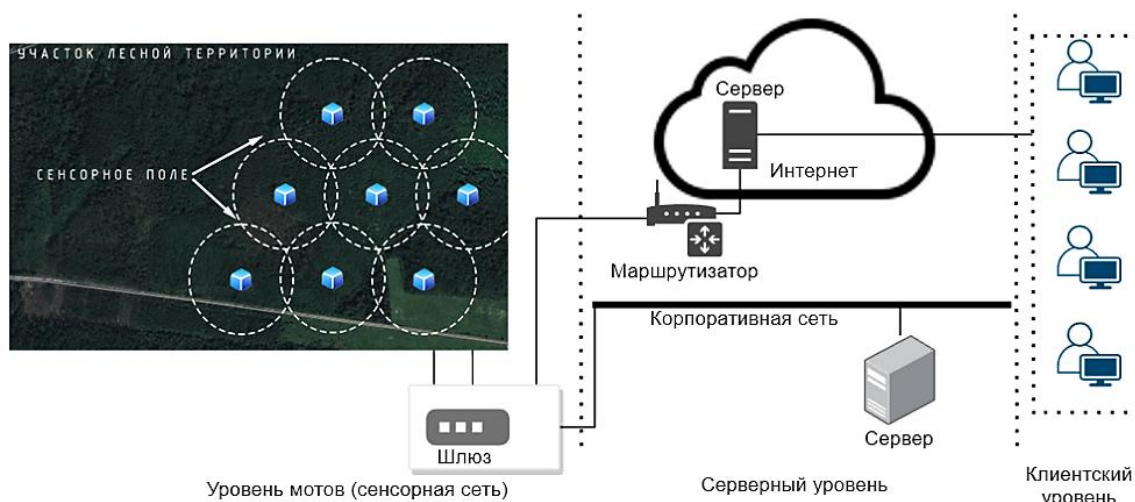 УЧАСТОК ЛЕСНОЙ ТЕРРИТОРИИ
СЕНСОРНОЕ ПОЛЕ
Сервер
Интернет
Маршрутизатор
Корпоративная сеть
Сервер
Шлюз
Уровень мотов (сенсорная сеть)
Серверный уровень
Клиентский
уровень